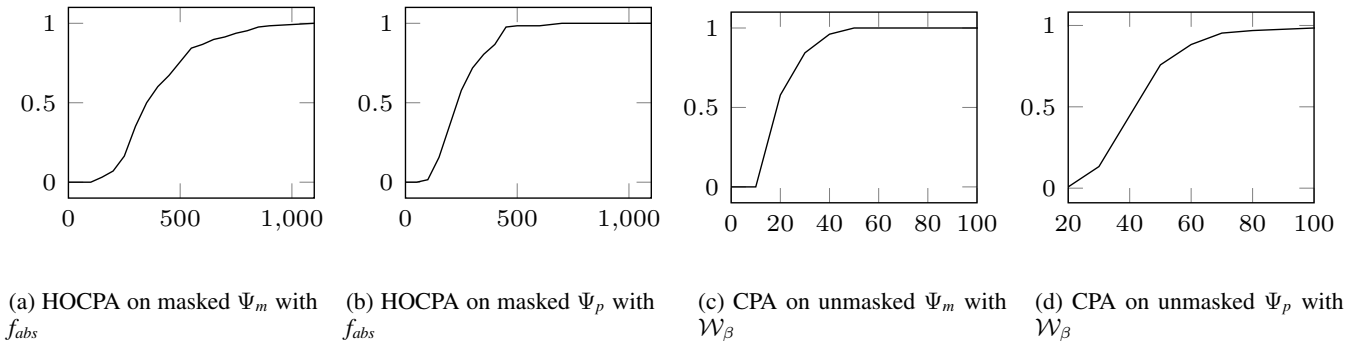 1
0.5
0
0 500 1,000
1
0.5
0
0 500 1,000
1
0.5
0
0 20 40 60 80 100
1
0.5
0
20 40 60 80 100
(a) HOCPA on masked Ψm with
fabs
(b) HOCPA on masked Ψp with
fabs
(c) CPA on unmasked Ψm with
𝒲β
(d) CPA on unmasked Ψp with
𝒲β